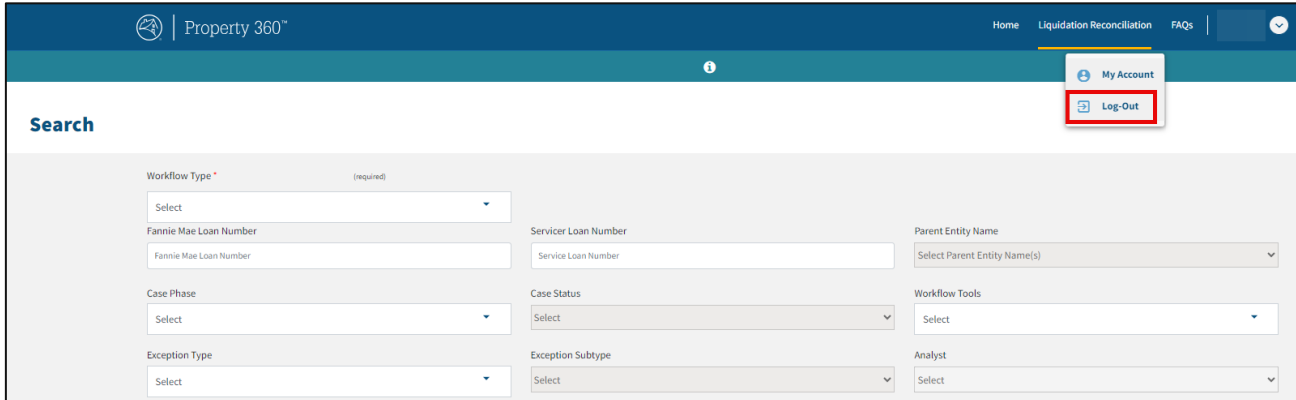 Property 360™
Home Liquidation Reconciliation FAQs
My Account
Log-Out
Search
Workflow Type * (required)
Select
Fannie Mae Loan Number Servicer Loan Number Parent Entity Name
Fannie Mae Loan Number Service Loan Number Select Parent Entity Name(s)
Case Phase Case Status Workflow Tools
Select Select Select
Exception Type Exception Subtype Analyst
Select Select Select